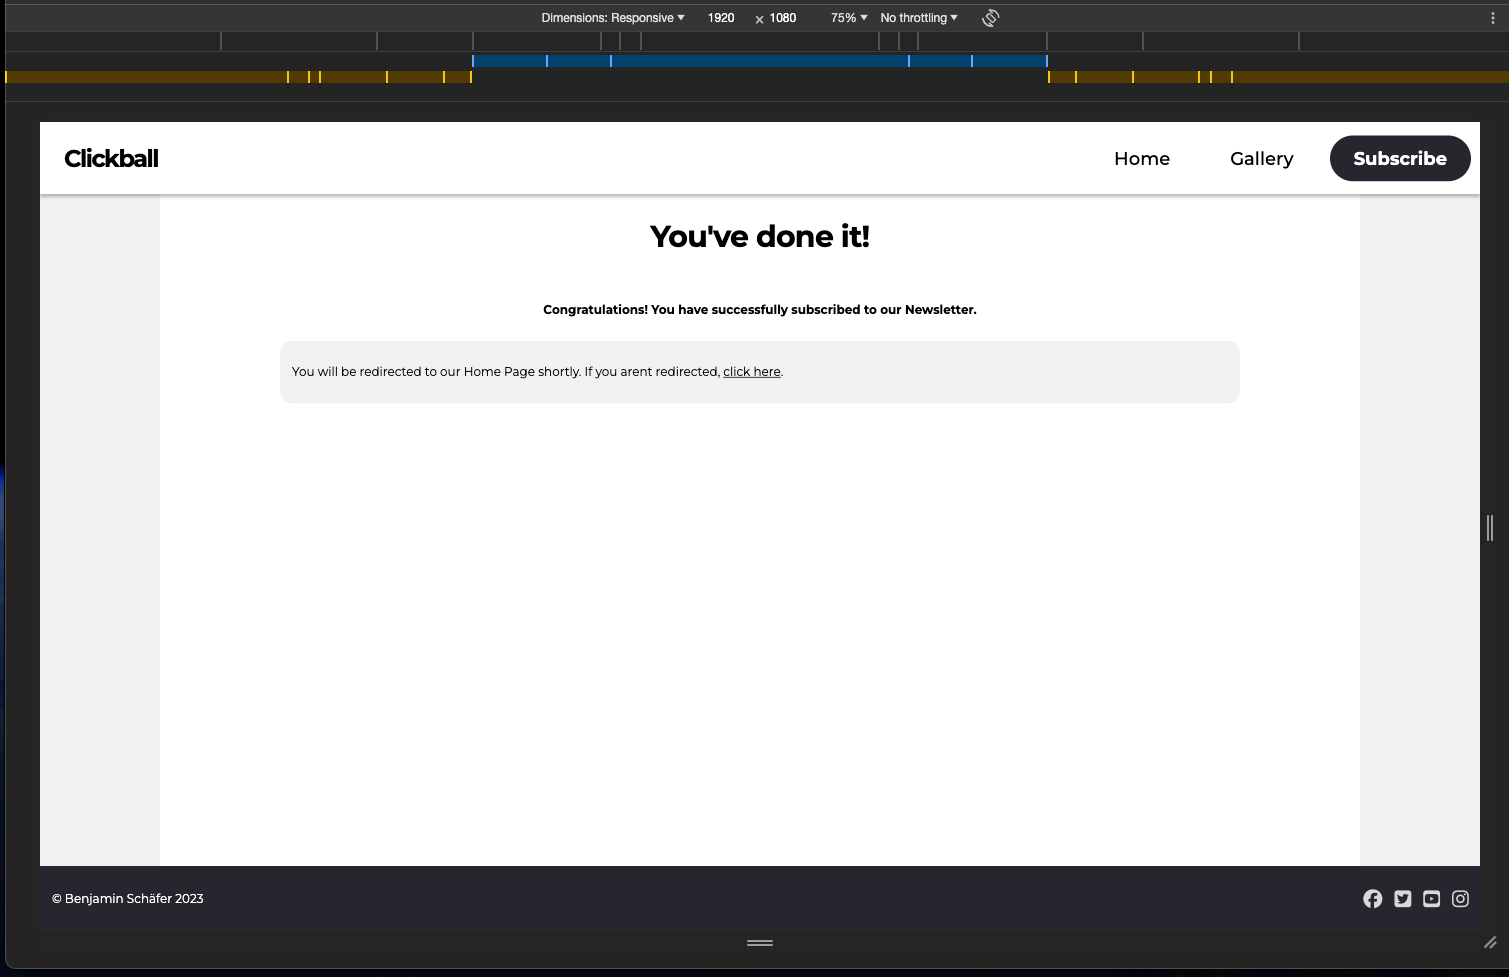 Dimensions: Responsive 1920 × 1080 75% No throttling
Clickball Home Gallery Subscribe
You've done it!
Congratulations! You have successfully subscribed to our Newsletter.
You will be redirected to our Home Page shortly. If you arent redirected, click here.
© Benjamin Schäfer 2023